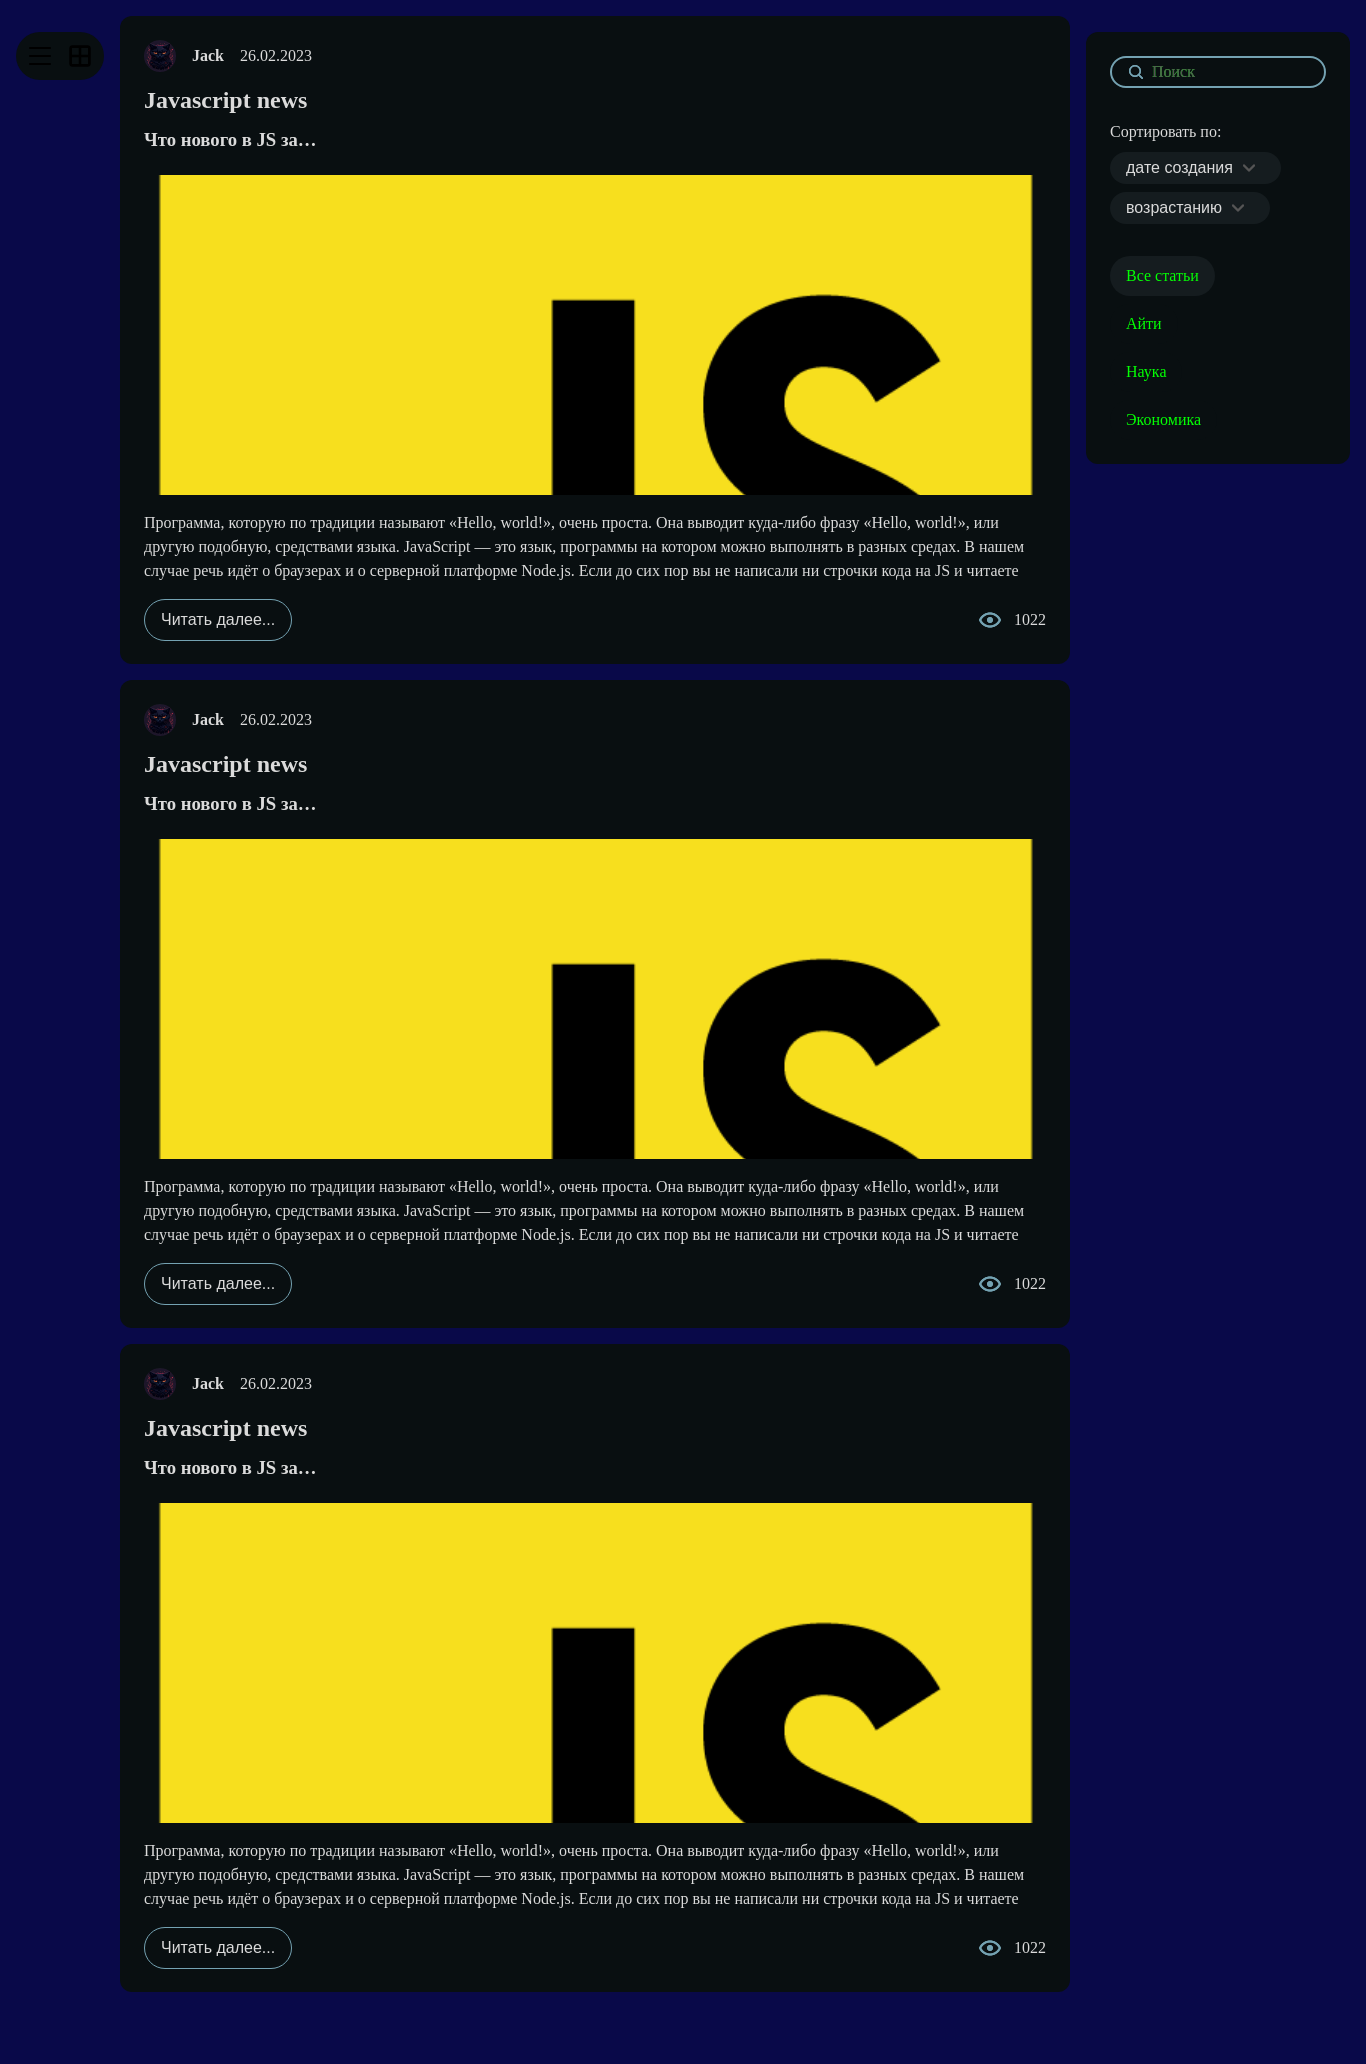 Jack 26.02.2023
Javascript news
Что нового в JS за…
JS
Программа, которую по традиции называют «Hello, world!», очень проста. Она выводит куда-либо фразу «Hello, world!», или
другую подобную, средствами языка. JavaScript — это язык, программы на котором можно выполнять в разных средах. В нашем
случае речь идёт о браузерах и о серверной платформе Node.js. Если до сих пор вы не написали ни строчки кода на JS и читаете
Читать далее... 1022
Jack 26.02.2023
Javascript news
Что нового в JS за…
JS
Программа, которую по традиции называют «Hello, world!», очень проста. Она выводит куда-либо фразу «Hello, world!», или
другую подобную, средствами языка. JavaScript — это язык, программы на котором можно выполнять в разных средах. В нашем
случае речь идёт о браузерах и о серверной платформе Node.js. Если до сих пор вы не написали ни строчки кода на JS и читаете
Читать далее... 1022
Jack 26.02.2023
Javascript news
Что нового в JS за…
JS
Программа, которую по традиции называют «Hello, world!», очень проста. Она выводит куда-либо фразу «Hello, world!», или
другую подобную, средствами языка. JavaScript — это язык, программы на котором можно выполнять в разных средах. В нашем
случае речь идёт о браузерах и о серверной платформе Node.js. Если до сих пор вы не написали ни строчки кода на JS и читаете
Читать далее... 1022
Поиск
Сортировать по:
дате создания
возрастанию
Все статьи
Айти
Наука
Экономика